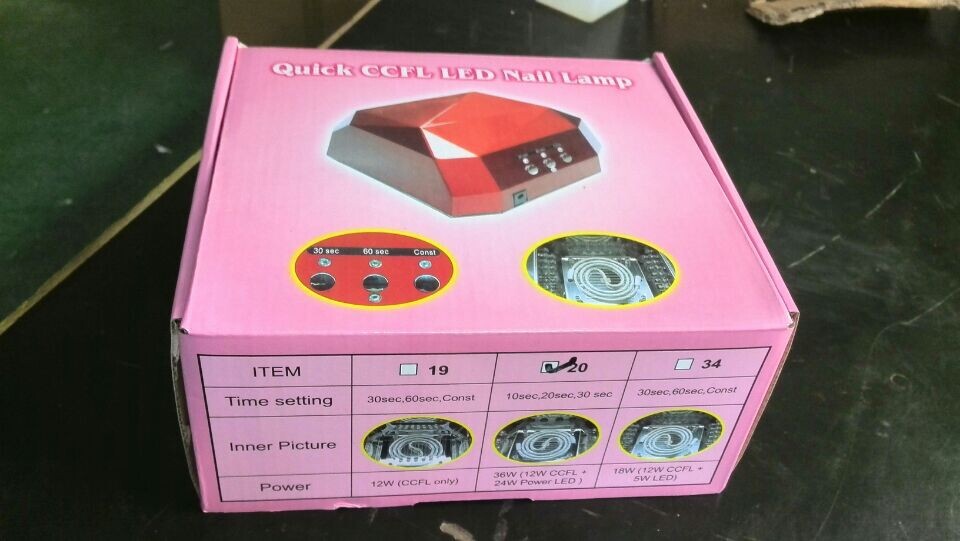 Quick CCFL LED Nail Lamp
30 sec 60 sec Const
ITEM 19 20 34
Time setting 30sec,60sec,Const 10sec,20sec,30 sec 30sec,60sec,Const
Inner Picture
Power 12W (CCFL only) 36W (12W CCFL + 24W Power LED ) 18W (12W CCFL + 5W LED)